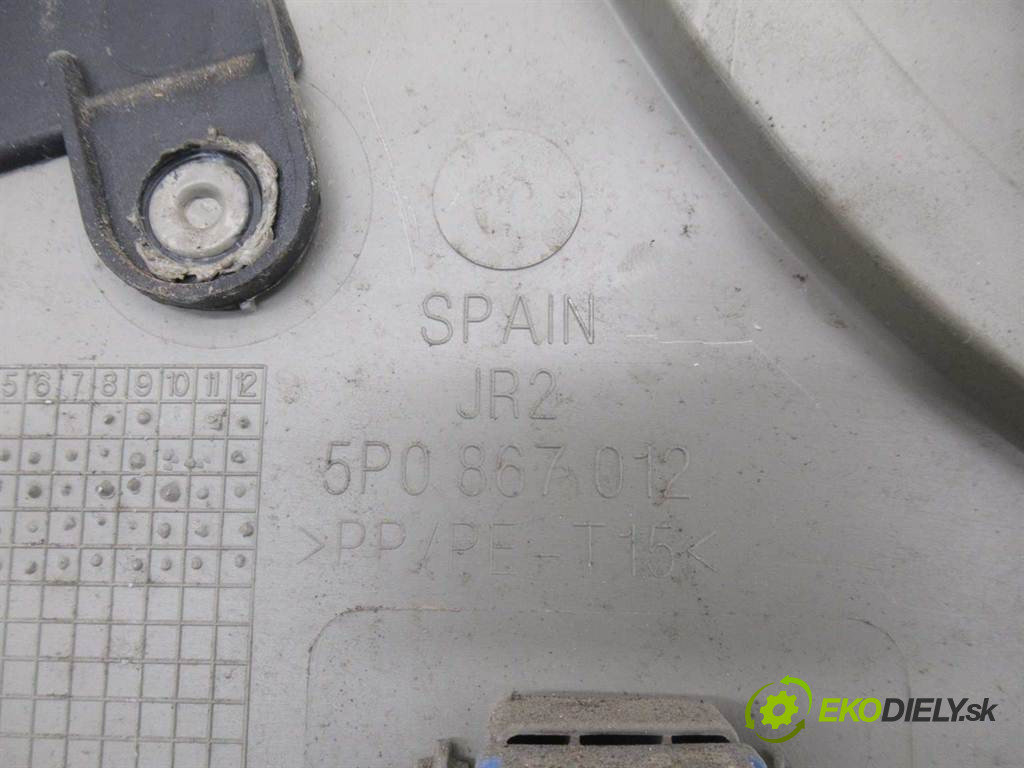 SPAIN
5 6 7 8 9 10 11 12
JR2
5P0 867 012
>PP/PE-T15<
EKODIELY.sk